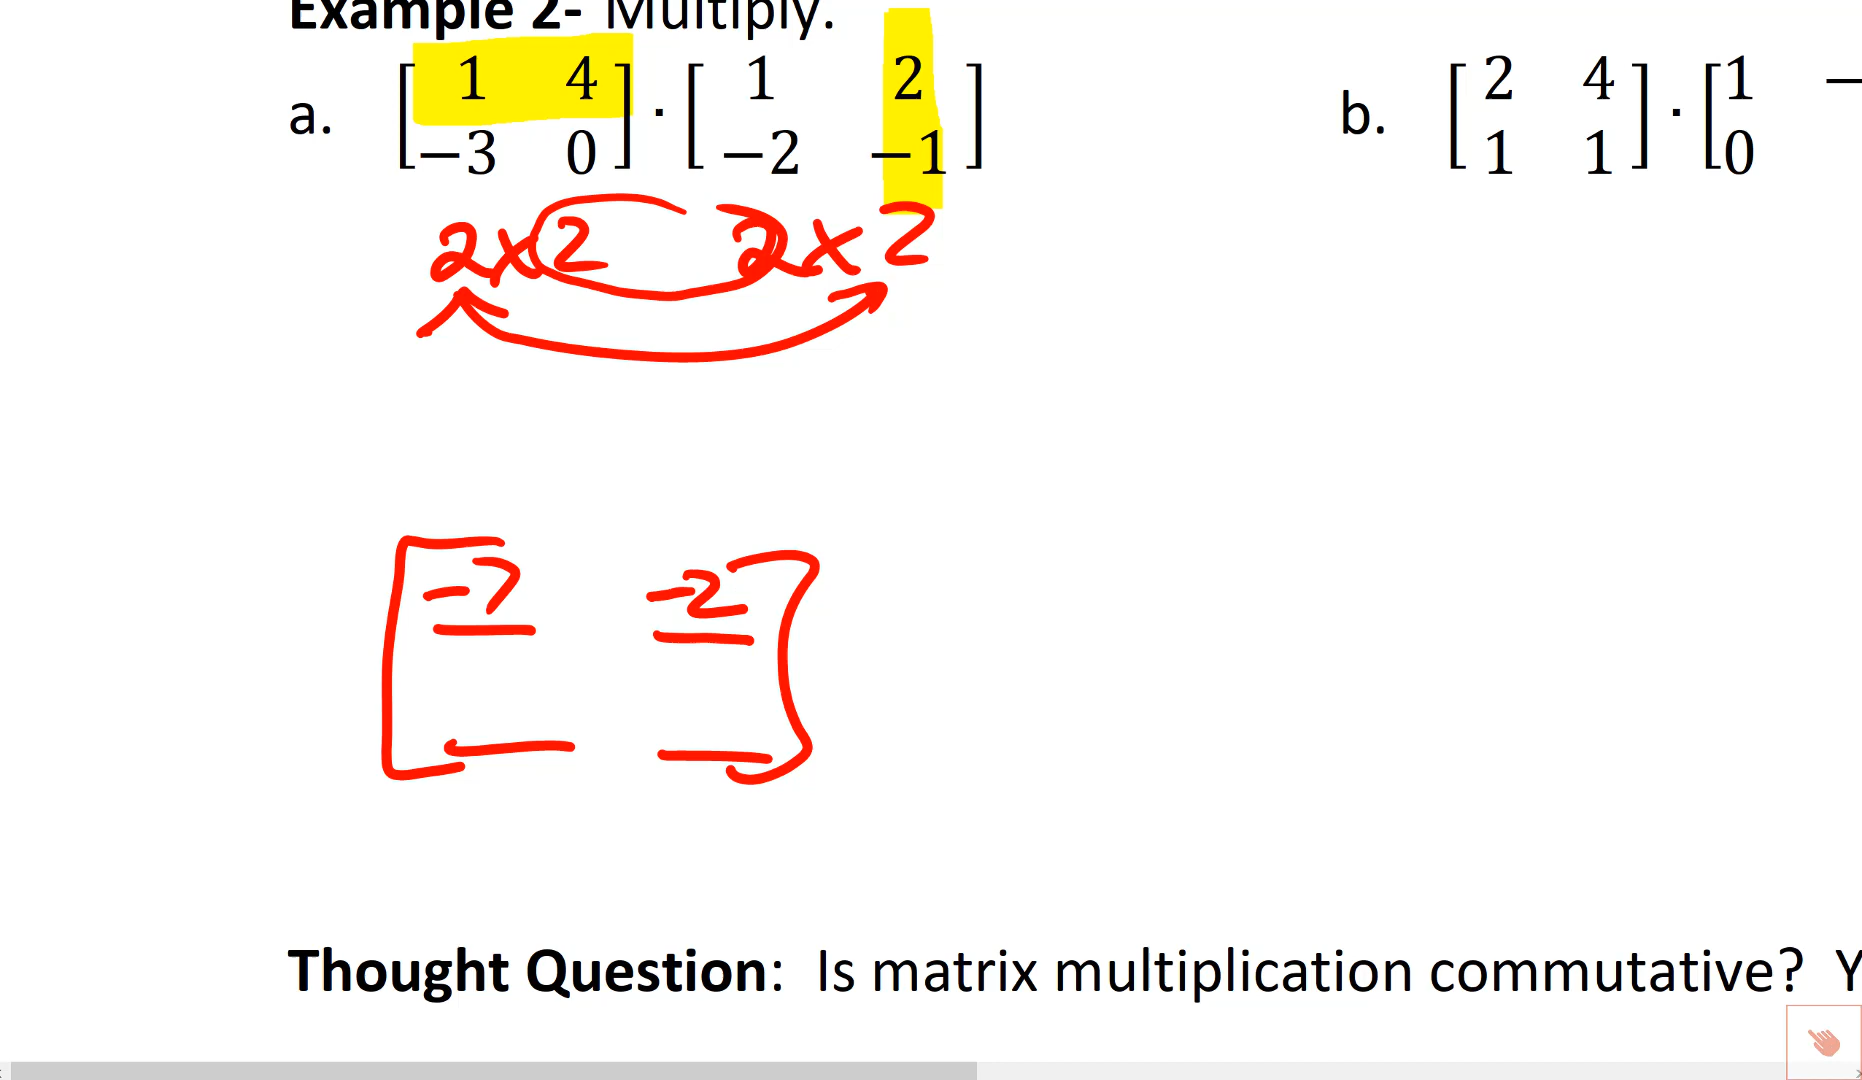 Example 2- Multiply.
a. [1 4 −3 0] · [1 2 −2 −1]
b. [2 4 1 1] · [1 − 0
2x2 2x2
[-7 -2]
Thought Question: Is matrix multiplication commutative? Y